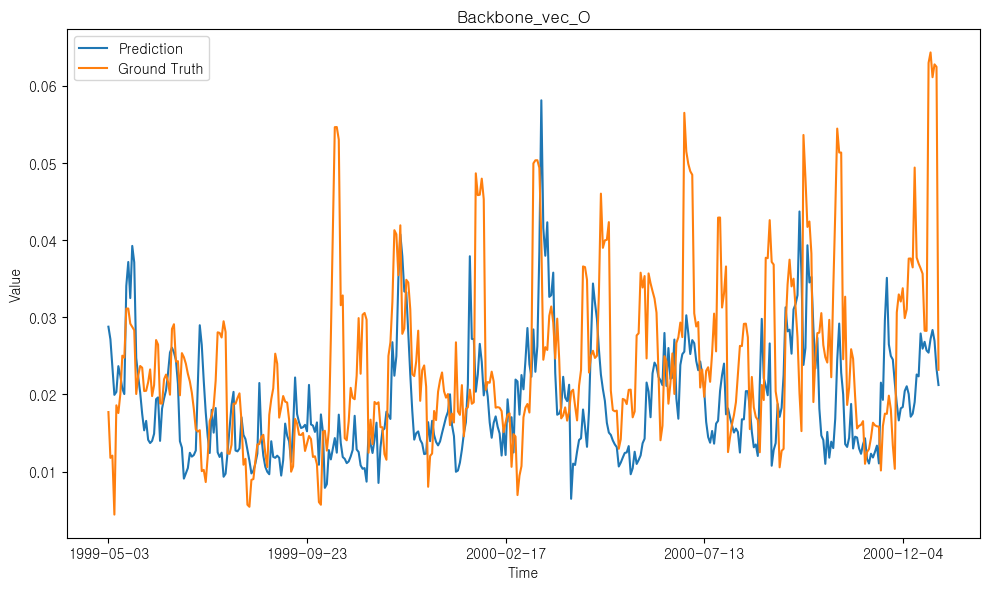 Backbone_vec_O
Prediction
Ground Truth
0.06
0.05
0.04
0.03
0.02
0.01
Value
1999-05-03
1999-09-23
2000-02-17
2000-07-13
2000-12-04
Time